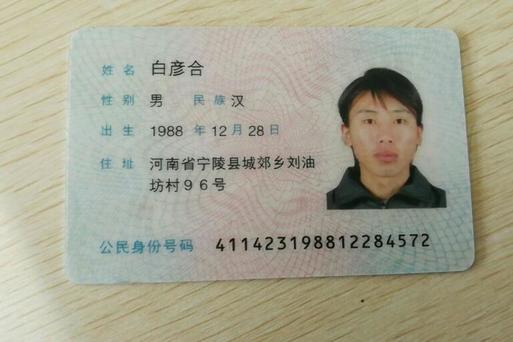 姓名 白彦合
性别 男 民族 汉
出生 1988 年 12 月 28 日
住址 河南省宁陵县城郊乡刘油
坊村96号
公民身份号码 411423198812284572